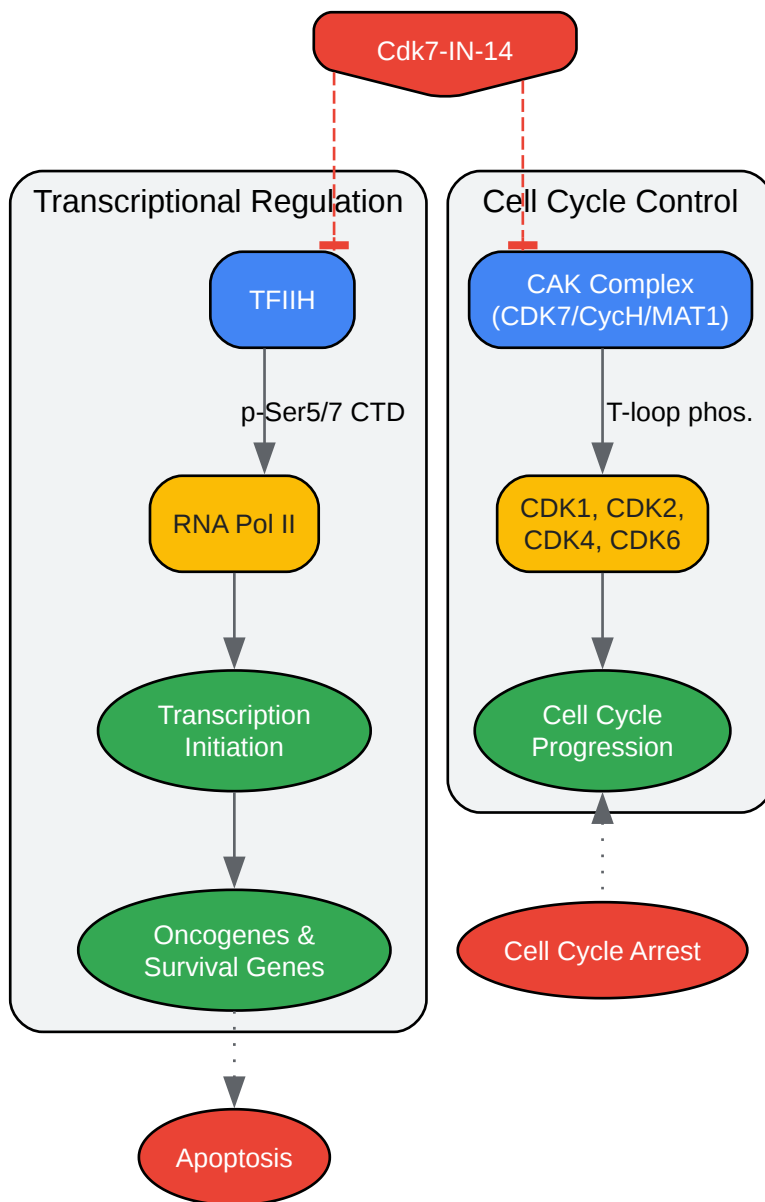 Cdk7-IN-14
Transcriptional Regulation
TFIIH
p-Ser5/7 CTD
RNA Pol II
Transcription
Initiation
Oncogenes &
Survival Genes
Apoptosis
Cell Cycle Control
CAK Complex
(CDK7/CycH/MAT1)
T-loop phos.
CDK1, CDK2,
CDK4, CDK6
Cell Cycle
Progression
Cell Cycle Arrest